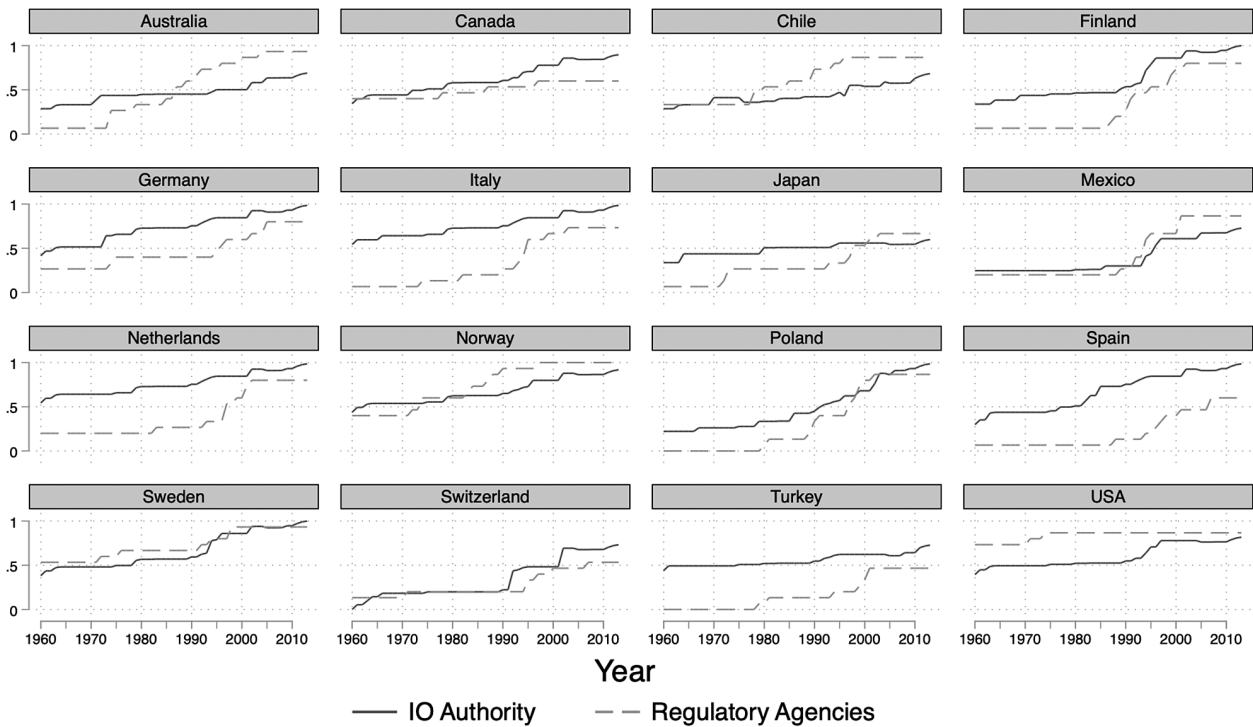 Australia Canada Chile Finland
1
.5
0
Germany Italy Japan Mexico
1
.5
0
Netherlands Norway Poland Spain
1
.5
0
Sweden Switzerland Turkey USA
1
.5
0
1960 1970 1980 1990 2000 2010 1960 1970 1980 1990 2000 2010 1960 1970 1980 1990 2000 2010 1960 1970 1980 1990 2000 2010
Year
IO Authority Regulatory Agencies